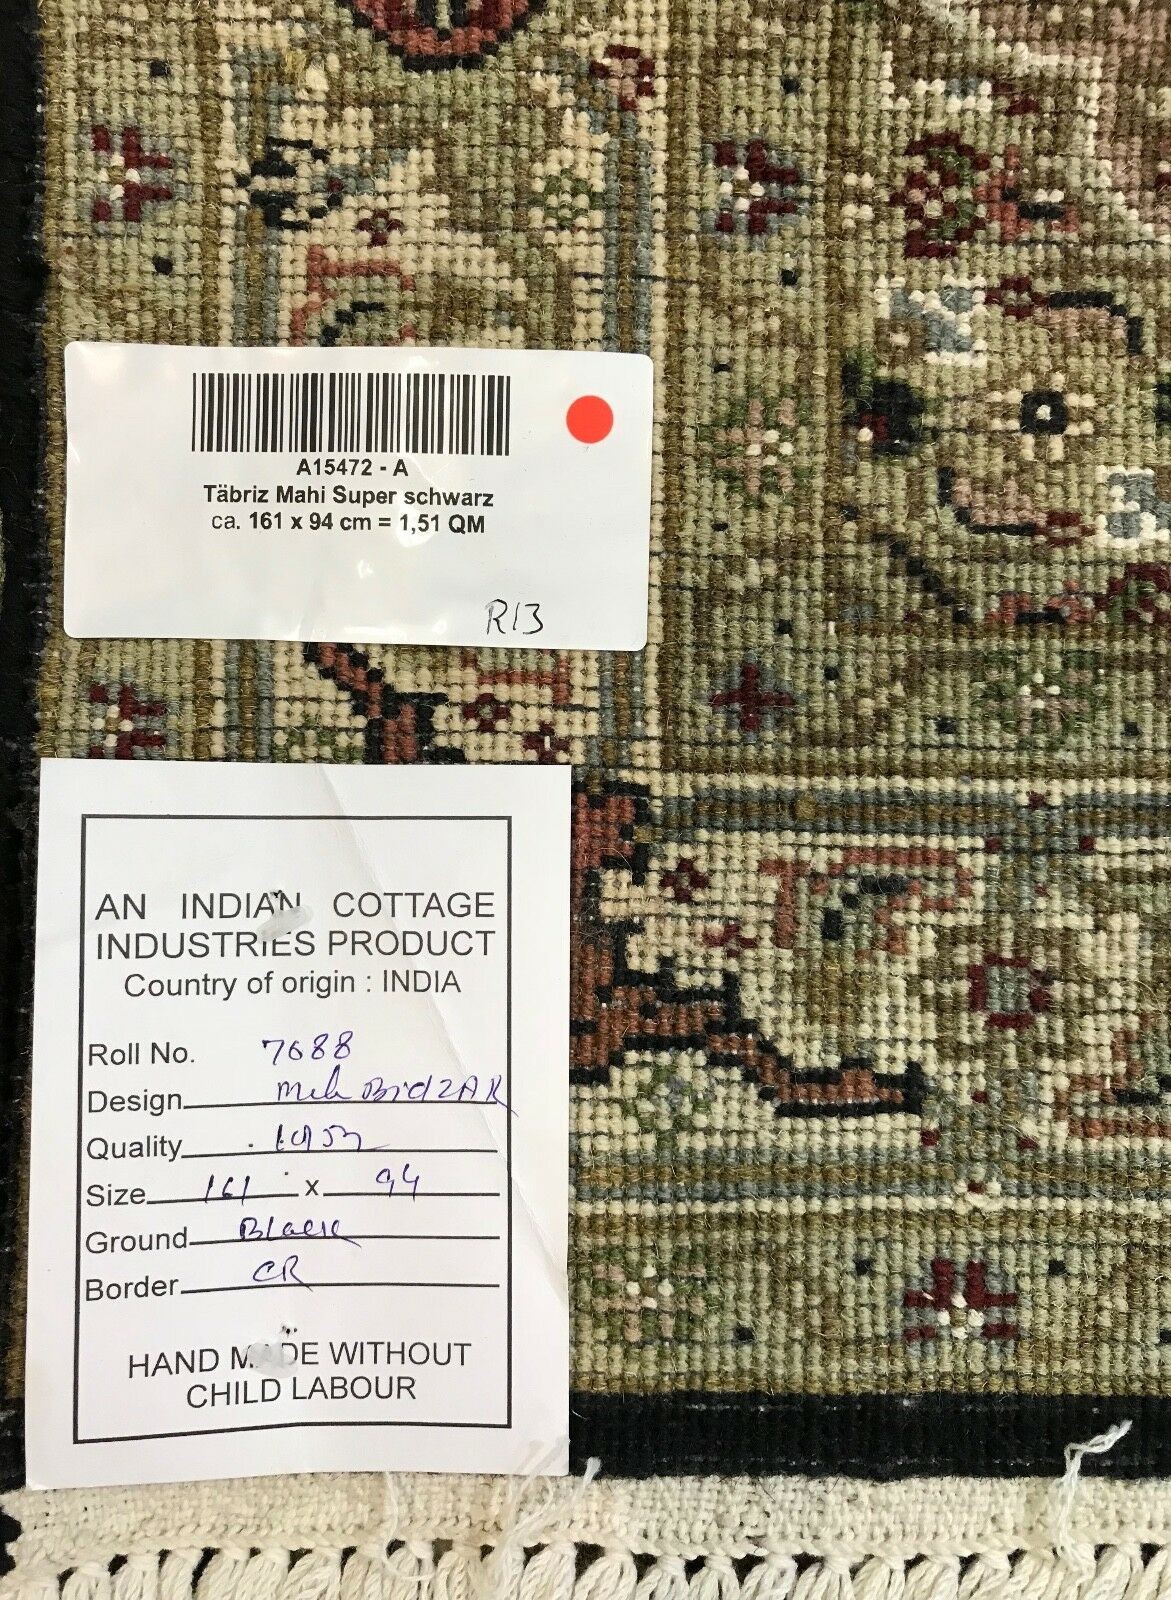 A15472 - A
Täbriz Mahi Super schwarz
ca. 161 x 94 cm = 1,51 QM
R13
AN INDIAN COTTAGE
INDUSTRIES PRODUCT
Country of origin : INDIA
Roll No. 7688
Design
Quality
Size 161 x 94
Ground Black
Border CR
HAND MADE WITHOUT
CHILD LABOUR